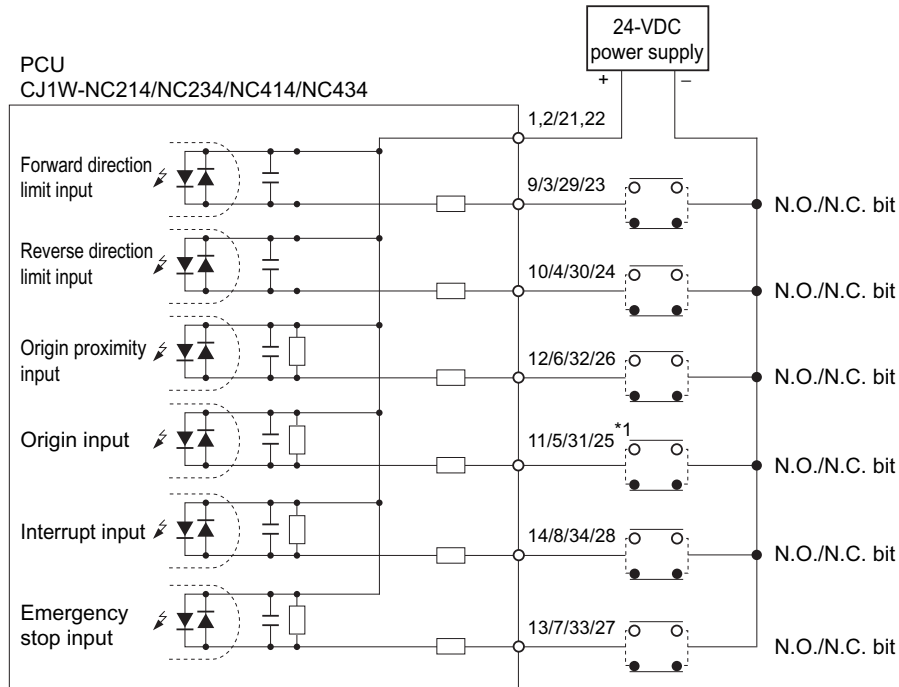 24-VDC
power supply
+ −
PCU
CJ1W-NC214/NC234/NC414/NC434
1,2/21,22
Forward direction
limit input
9/3/29/23
N.O./N.C. bit
Reverse direction
limit input
10/4/30/24
N.O./N.C. bit
Origin proximity
input
12/6/32/26
N.O./N.C. bit
Origin input
11/5/31/25*1
N.O./N.C. bit
Interrupt input
14/8/34/28
N.O./N.C. bit
Emergency
stop input
13/7/33/27
N.O./N.C. bit